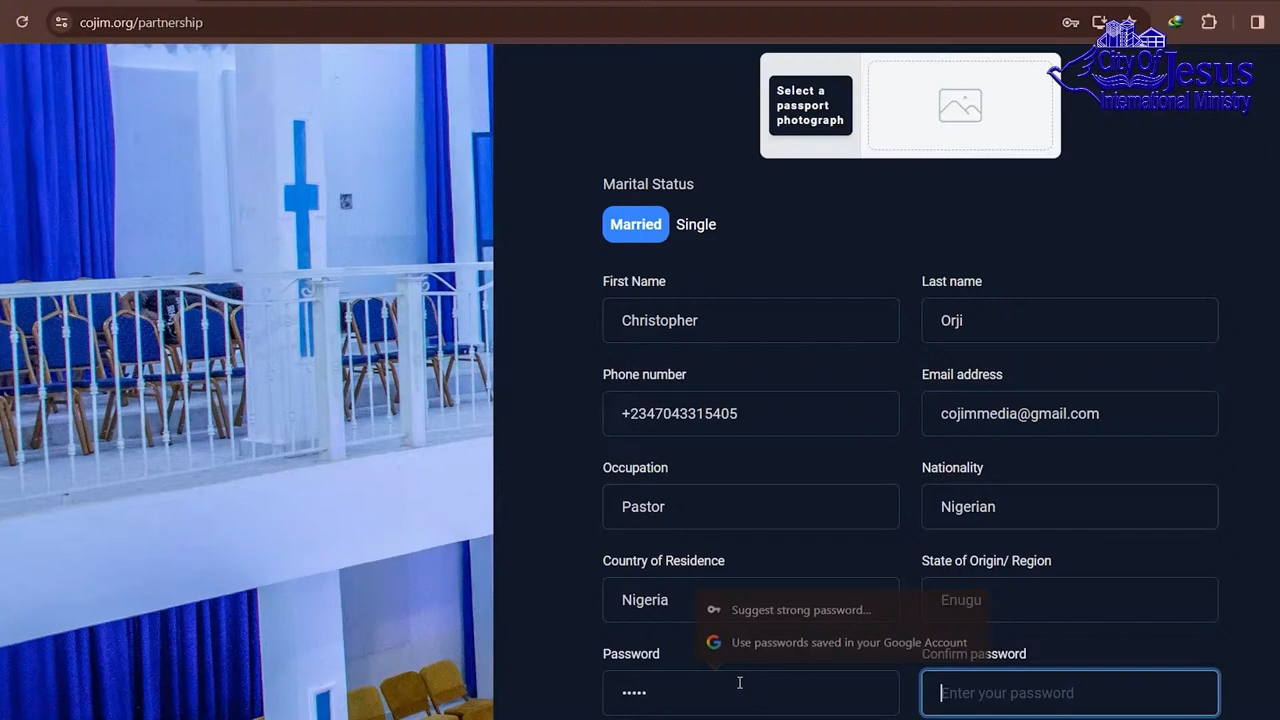 cojim.org/partnership
City Of Jesus
International Ministry
Select a
passport
photograph
Marital Status
Married Single
First Name Last name
Christopher Orji
Phone number Email address
+2347043315405 cojimmedia@gmail.com
Occupation Nationality
Pastor Nigerian
Country of Residence State of Origin/ Region
Nigeria Enugu
Suggest strong password...
Use passwords saved in your Google Account
Password Confirm password
••••• Enter your password